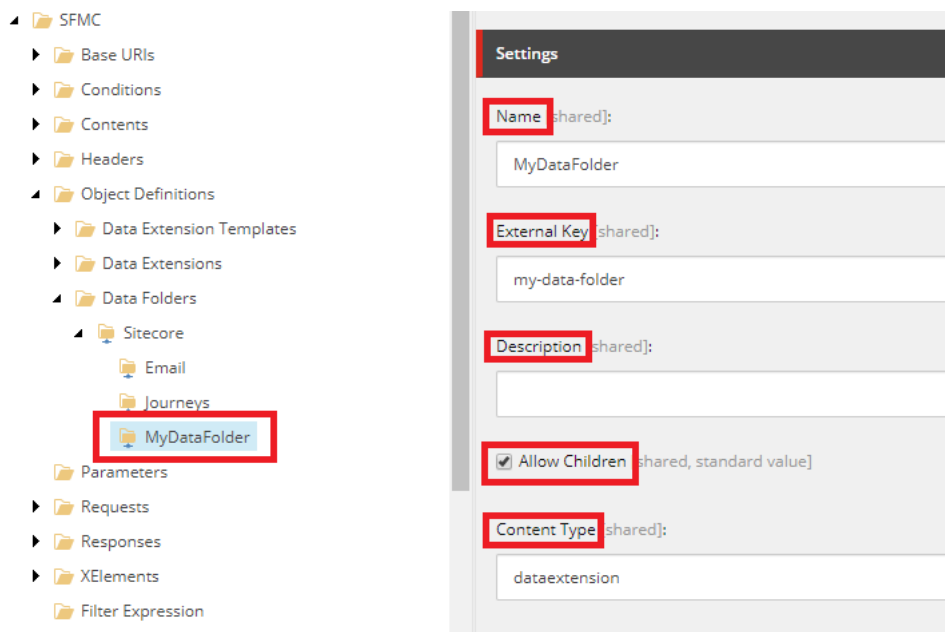 SFMC
Base URIs
Conditions
Contents
Headers
Object Definitions
Data Extension Templates
Data Extensions
Data Folders
Sitecore
Email
Journeys
MyDataFolder
Parameters
Requests
Responses
XElements
Filter Expression
Settings
Name [shared]:
MyDataFolder
External Key [shared]:
my-data-folder
Description [shared]:
Allow Children [shared, standard value]
Content Type [shared]:
dataextension